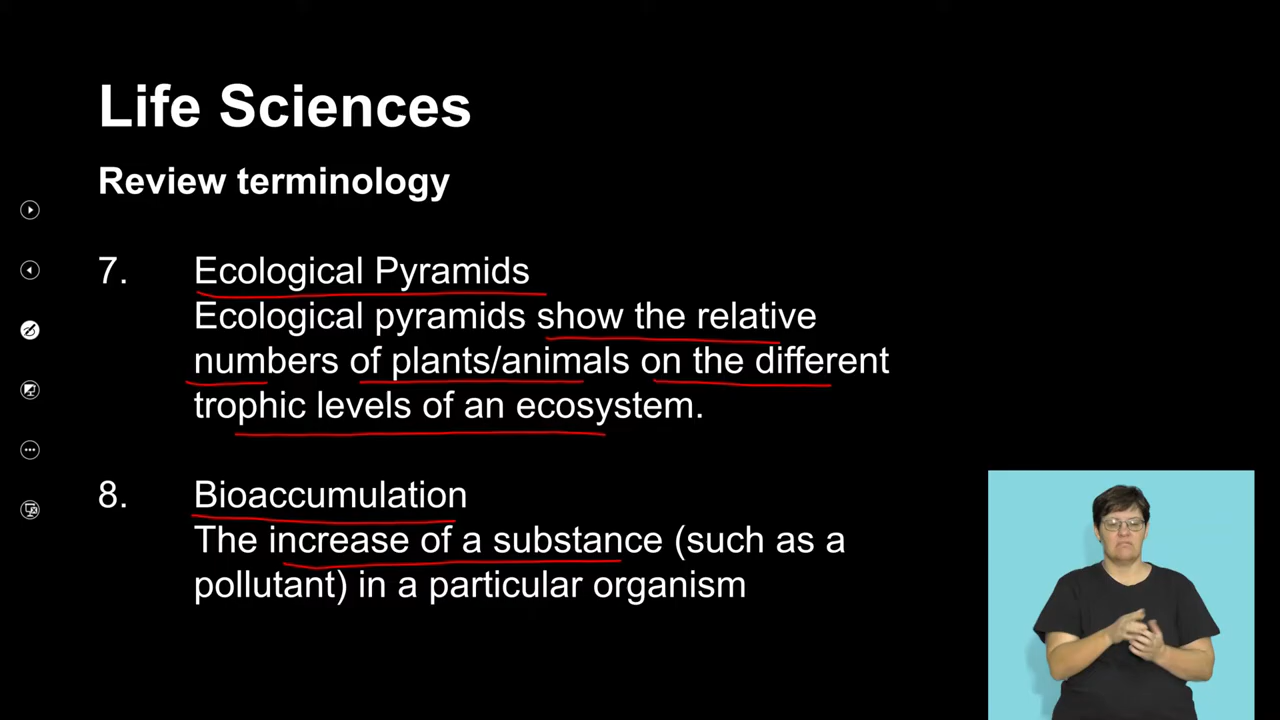 Life Sciences
Review terminology
7. Ecological Pyramids
Ecological pyramids show the relative
numbers of plants/animals on the different
trophic levels of an ecosystem.
8. Bioaccumulation
The increase of a substance (such as a
pollutant) in a particular organism